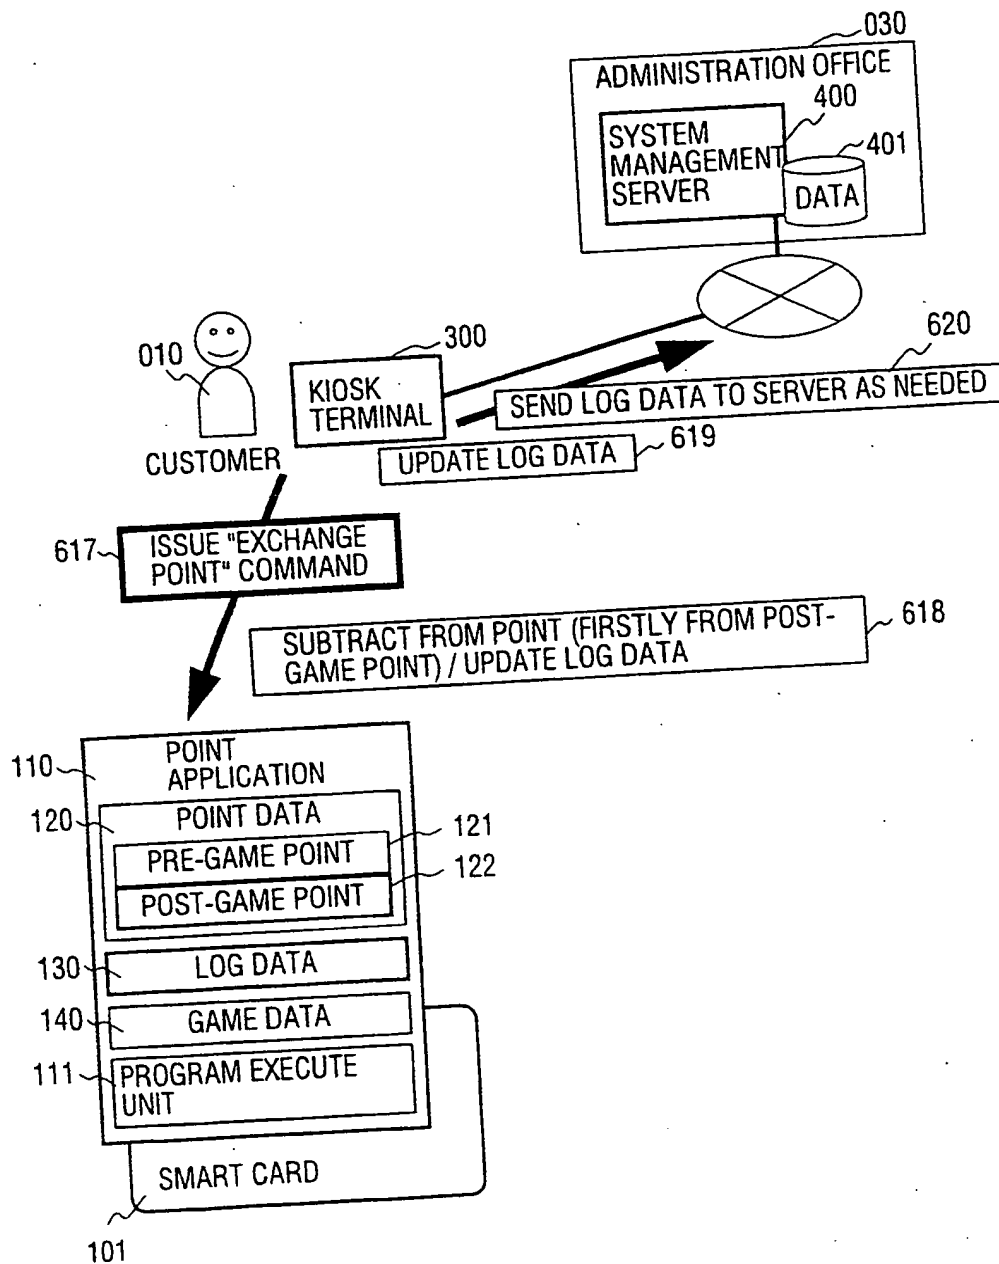 030
ADMINISTRATION OFFICE
400
SYSTEM
MANAGEMENT
SERVER
401
DATA
300
620
010
KIOSK
TERMINAL
SEND LOG DATA TO SERVER AS NEEDED
CUSTOMER
UPDATE LOG DATA
619
617
ISSUE "EXCHANGE
POINT" COMMAND
SUBTRACT FROM POINT (FIRSTLY FROM POST-
GAME POINT) / UPDATE LOG DATA
618
110
POINT
APPLICATION
120
POINT DATA
121
PRE-GAME POINT
122
POST-GAME POINT
130
LOG DATA
140
GAME DATA
111
PROGRAM EXECUTE
UNIT
SMART CARD
101